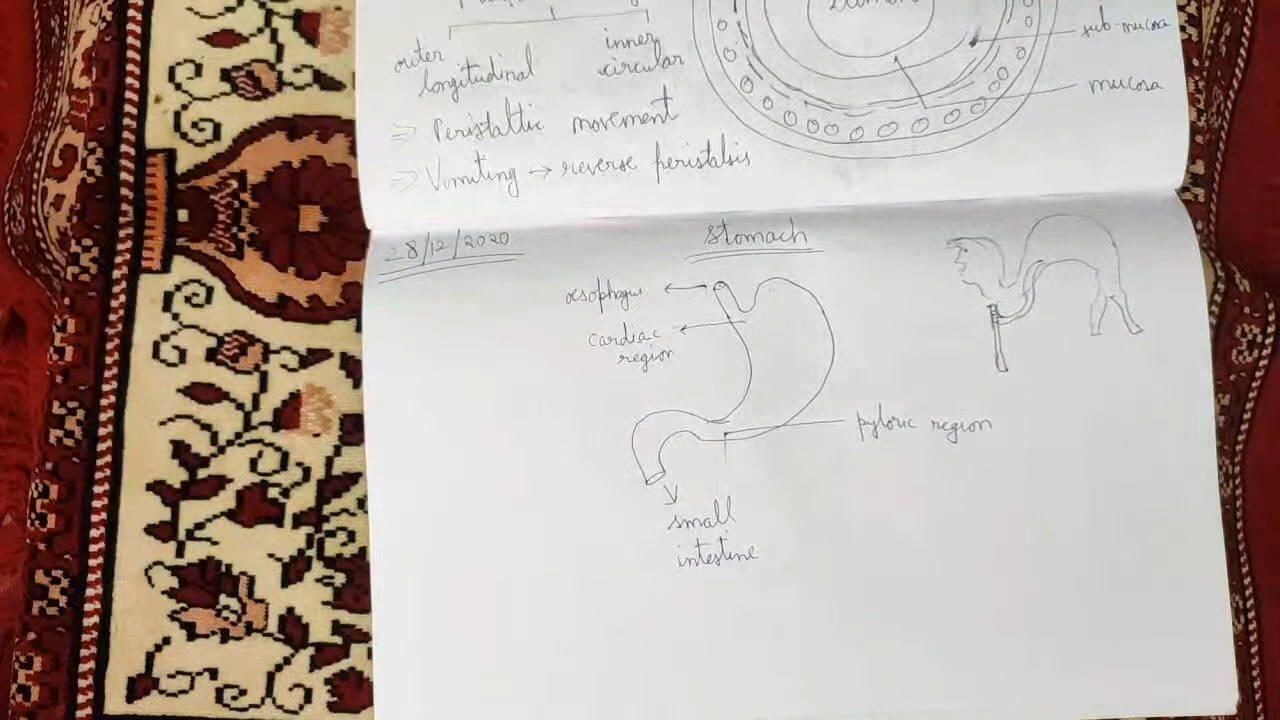 outer
longitudinal
inner
circular
⇒ Peristaltic movement
⇒ Vomiting → reverse peristalsis
sub-mucosa
mucosa
28/12/2020
Stomach
oesophagus
cardiac
region
pyloric region
small
intestine